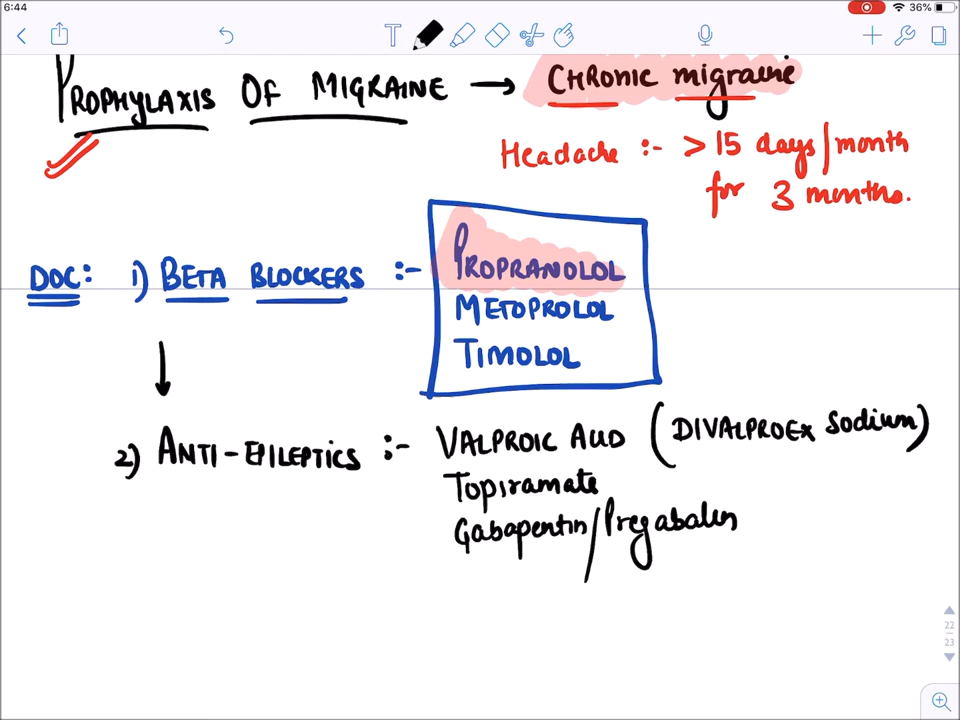 6:44
36%
PROPHYLAXIS OF MIGRAINE → CHRONIC migraine
Headache :- > 15 days/month
for 3 months.
DOC: 1) BETA BLOCKERS :- PROPRANOLOL
METOPROLOL
TIMOLOL
2) ANTI-EPILEPTICS :- VALPROIC ACID (DIVALPROEX Sodium)
Topiramate
Gabapentin/Pregabalin
22
23